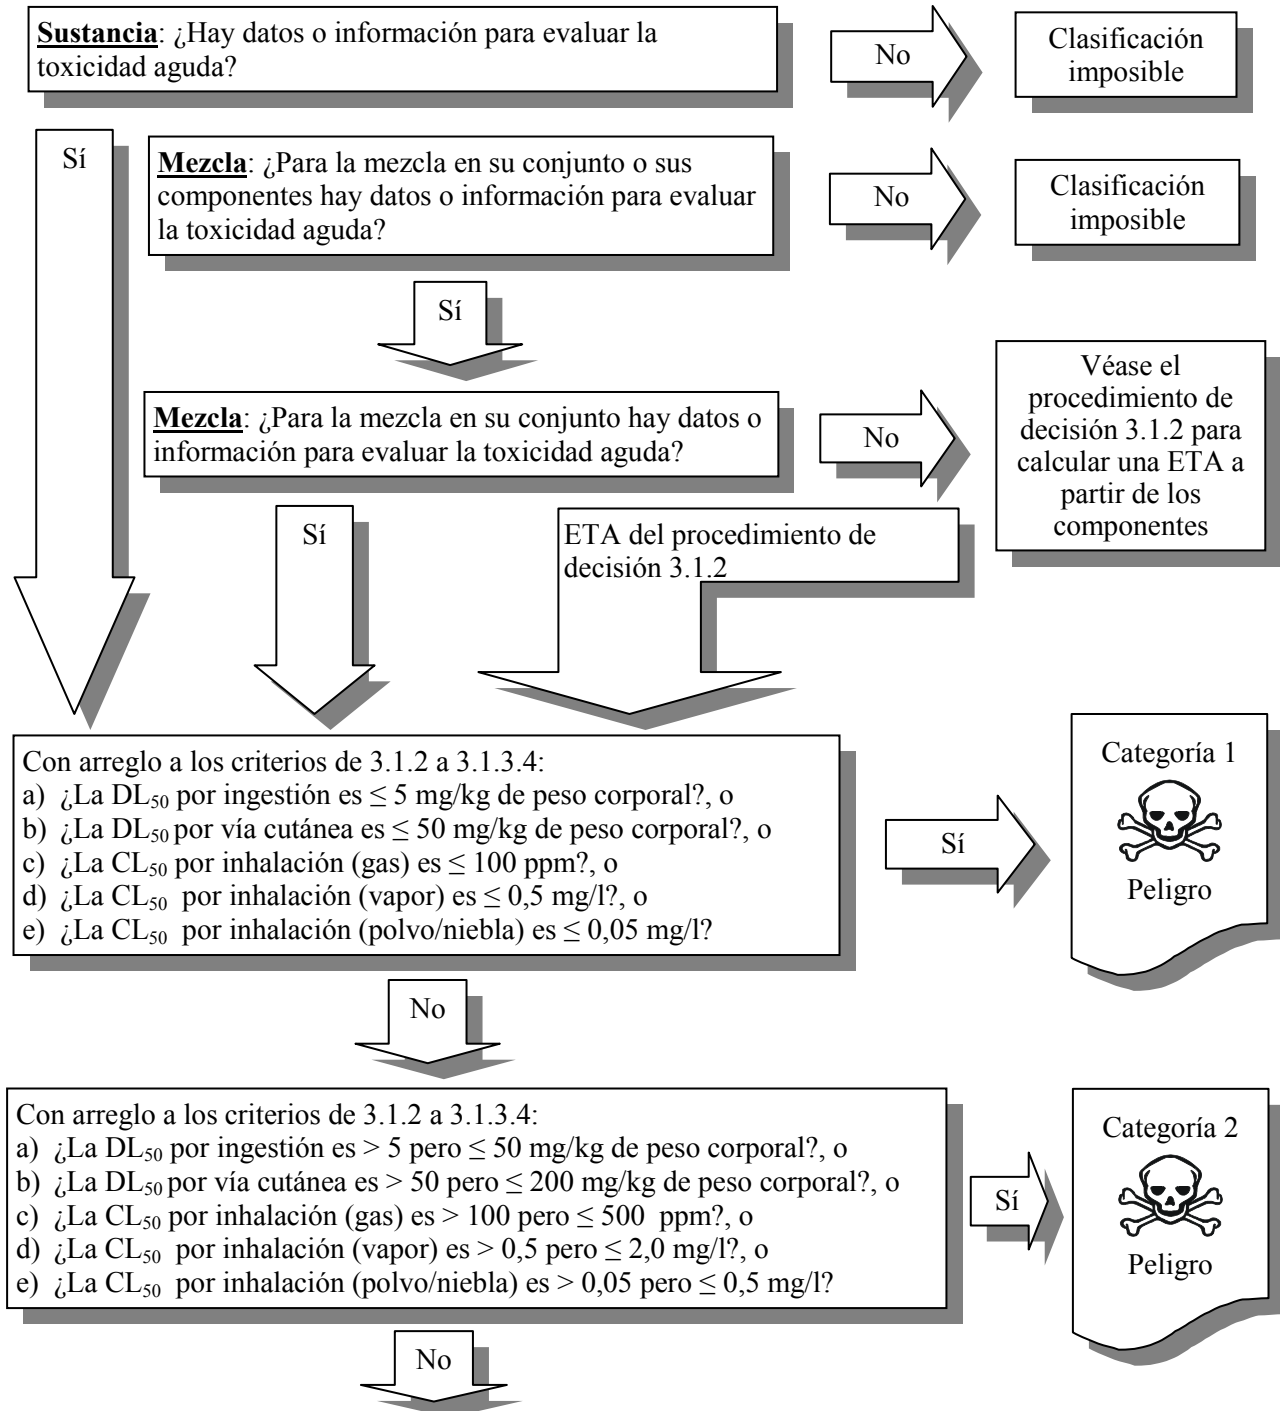 Sustancia: ¿Hay datos o información para evaluar la
toxicidad aguda?
No
Clasificación
imposible
Sí
Mezcla: ¿Para la mezcla en su conjunto o sus
componentes hay datos o información para evaluar
la toxicidad aguda?
No
Clasificación
imposible
Sí
Mezcla: ¿Para la mezcla en su conjunto hay datos o
información para evaluar la toxicidad aguda?
No
Véase el
procedimiento de
decisión 3.1.2 para
calcular una ETA a
partir de los
componentes
Sí
ETA del procedimiento de
decisión 3.1.2
Con arreglo a los criterios de 3.1.2 a 3.1.3.4:
a) ¿La DL50 por ingestión es ≤ 5 mg/kg de peso corporal?, o
b) ¿La DL50 por vía cutánea es ≤ 50 mg/kg de peso corporal?, o
c) ¿La CL50 por inhalación (gas) es ≤ 100 ppm?, o
d) ¿La CL50 por inhalación (vapor) es ≤ 0,5 mg/l?, o
e) ¿La CL50 por inhalación (polvo/niebla) es ≤ 0,05 mg/l?
Sí
Categoría 1
Peligro
No
Con arreglo a los criterios de 3.1.2 a 3.1.3.4:
a) ¿La DL50 por ingestión es > 5 pero ≤ 50 mg/kg de peso corporal?, o
b) ¿La DL50 por vía cutánea es > 50 pero ≤ 200 mg/kg de peso corporal?, o
c) ¿La CL50 por inhalación (gas) es > 100 pero ≤ 500 ppm?, o
d) ¿La CL50 por inhalación (vapor) es > 0,5 pero ≤ 2,0 mg/l?, o
e) ¿La CL50 por inhalación (polvo/niebla) es > 0,05 pero ≤ 0,5 mg/l?
Sí
Categoría 2
Peligro
No